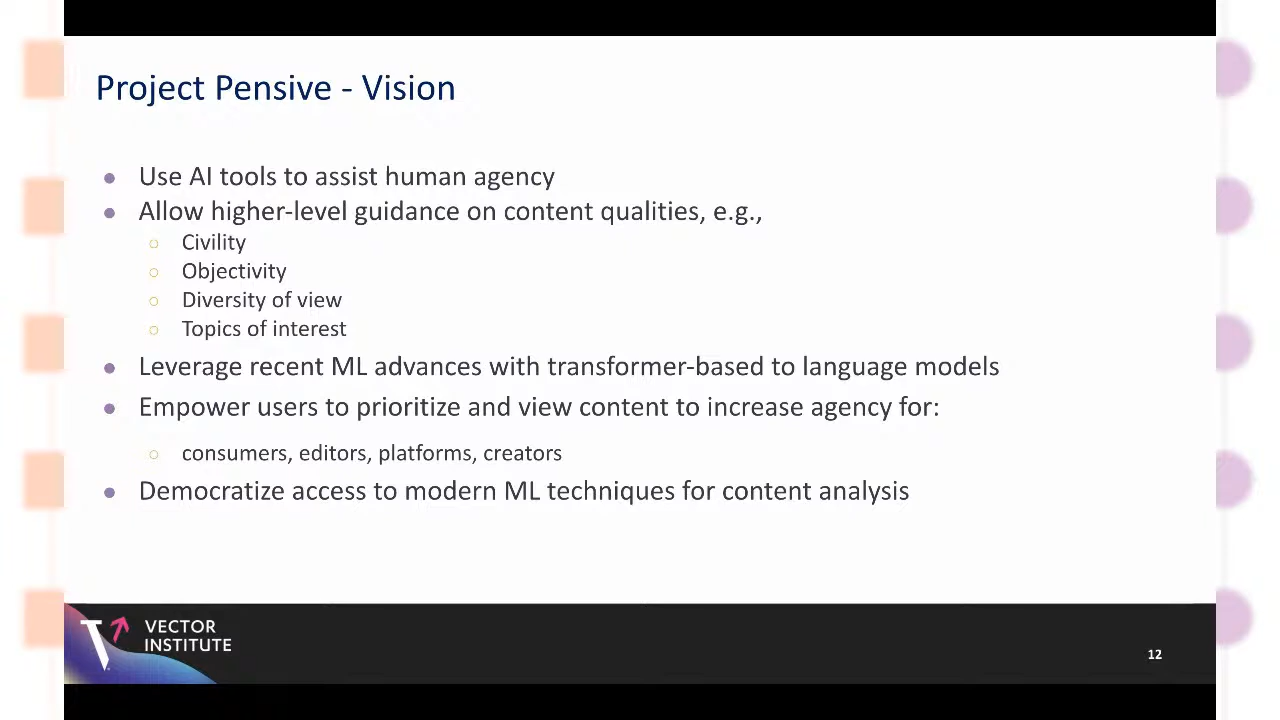 Project Pensive - Vision
● Use AI tools to assist human agency
● Allow higher-level guidance on content qualities, e.g.,
○ Civility
○ Objectivity
○ Diversity of view
○ Topics of interest
● Leverage recent ML advances with transformer-based to language models
● Empower users to prioritize and view content to increase agency for:
○ consumers, editors, platforms, creators
● Democratize access to modern ML techniques for content analysis
VECTOR
INSTITUTE
12